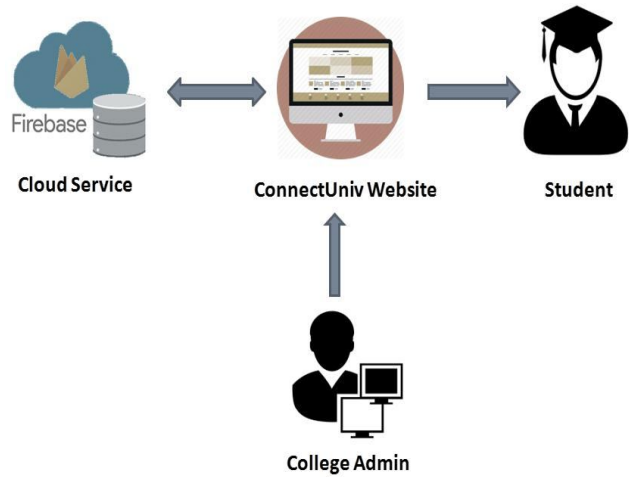 Firebase
Cloud Service
ConnectUniv Website
Student
College Admin